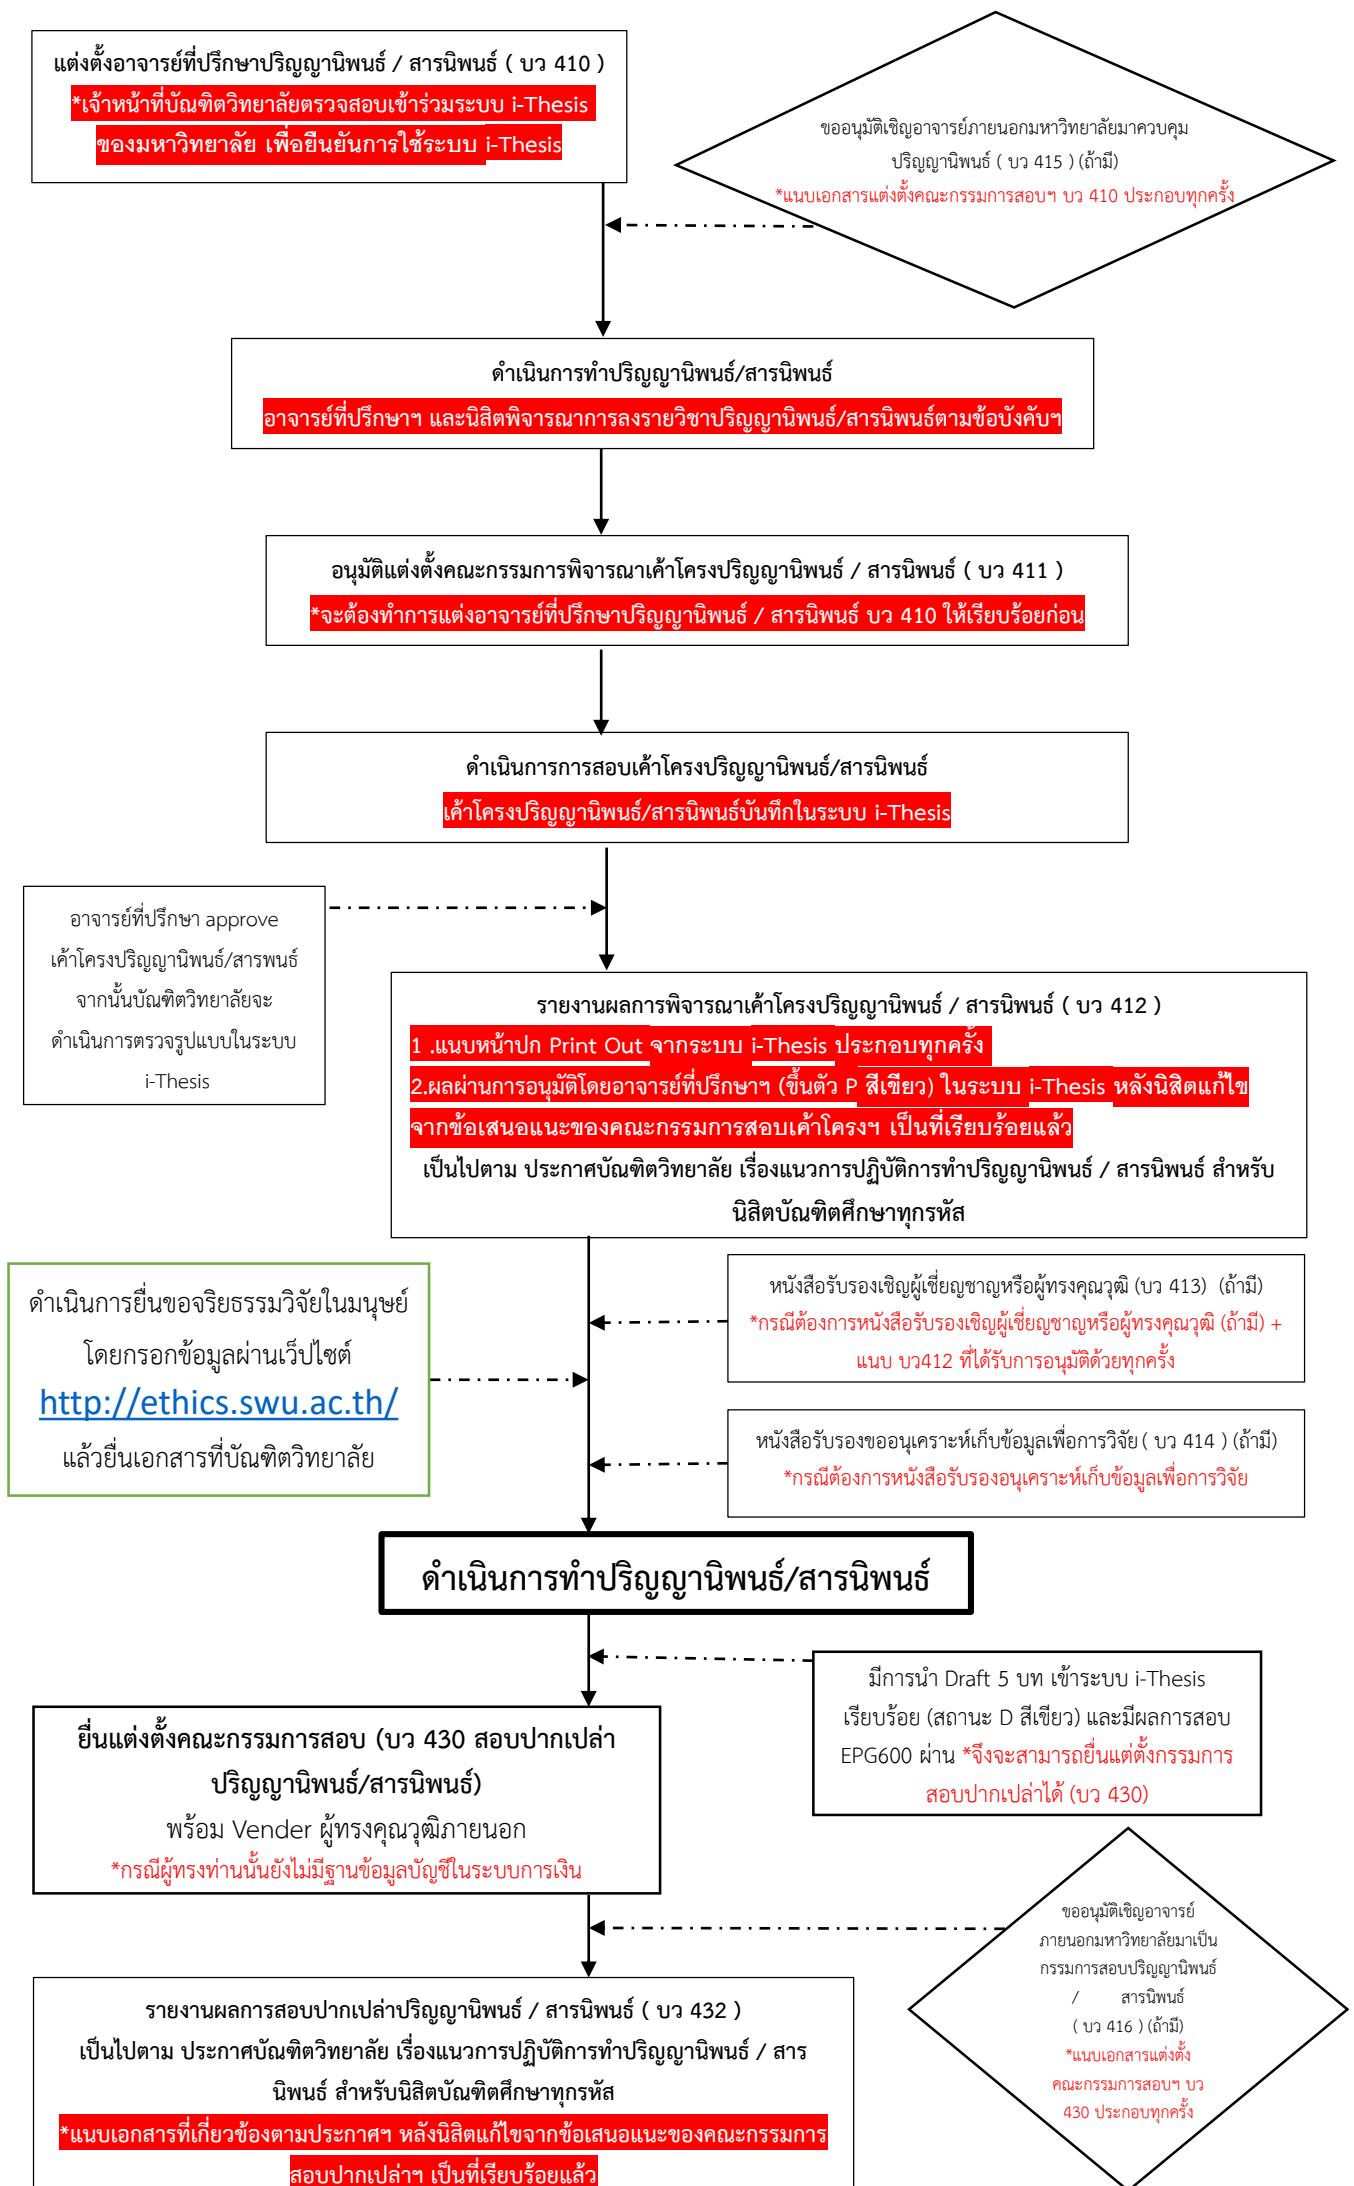 แต่งตั้งอาจารย์ที่ปรึกษาปริญญานิพนธ์ / สารนิพนธ์ ( บว 410 )
*เจ้าหน้าที่บัณฑิตวิทยาลัยตรวจสอบเข้าร่วมระบบ i-Thesis
ของมหาวิทยาลัย เพื่อยืนยันการใช้ระบบ i-Thesis
ขออนุมัติเชิญอาจารย์ภายนอกมหาวิทยาลัยมาควบคุม
ปริญญานิพนธ์ ( บว 415 ) (ถ้ามี)
*แนบเอกสารแต่งตั้งคณะกรรมการสอบฯ บว 410 ประกอบทุกครั้ง
ดำเนินการทำปริญญานิพนธ์/สารนิพนธ์
อาจารย์ที่ปรึกษาฯ และนิสิตพิจารณาการลงรายวิชาปริญญานิพนธ์/สารนิพนธ์ตามข้อบังคับฯ
อนุมัติแต่งตั้งคณะกรรมการพิจารณาเค้าโครงปริญญานิพนธ์ / สารนิพนธ์ ( บว 411 )
*จะต้องทำการแต่งอาจารย์ที่ปรึกษาปริญญานิพนธ์ / สารนิพนธ์ บว 410 ให้เรียบร้อยก่อน
ดำเนินการการสอบเค้าโครงปริญญานิพนธ์/สารนิพนธ์
เค้าโครงปริญญานิพนธ์/สารนิพนธ์บันทึกในระบบ i-Thesis
อาจารย์ที่ปรึกษา approve
เค้าโครงปริญญานิพนธ์/สารพนธ์
จากนั้นบัณฑิตวิทยาลัยจะ
ดำเนินการตรวจรูปแบบในระบบ
i-Thesis
รายงานผลการพิจารณาเค้าโครงปริญญานิพนธ์ / สารนิพนธ์ ( บว 412 )
1 .แนบหน้าปก Print Out จากระบบ i-Thesis ประกอบทุกครั้ง
2.ผลผ่านการอนุมัติโดยอาจารย์ที่ปรึกษาฯ (ขึ้นตัว P สีเขียว) ในระบบ i-Thesis หลังนิสิตแก้ไข
จากข้อเสนอแนะของคณะกรรมการสอบเค้าโครงฯ เป็นที่เรียบร้อยแล้ว
เป็นไปตาม ประกาศบัณฑิตวิทยาลัย เรื่องแนวการปฏิบัติการทำปริญญานิพนธ์ / สารนิพนธ์ สำหรับ
นิสิตบัณฑิตศึกษาทุกรหัส
ดำเนินการยื่นขอจริยธรรมวิจัยในมนุษย์
โดยกรอกข้อมูลผ่านเว็ปไซต์
http://ethics.swu.ac.th/
แล้วยื่นเอกสารที่บัณฑิตวิทยาลัย
หนังสือรับรองเชิญผู้เชี่ยญชาญหรือผู้ทรงคุณวุฒิ (บว 413) (ถ้ามี)
*กรณีต้องการหนังสือรับรองเชิญผู้เชี่ยญชาญหรือผู้ทรงคุณวุฒิ (ถ้ามี) +
แนบ บว412 ที่ได้รับการอนุมัติด้วยทุกครั้ง
หนังสือรับรองขออนุเคราะห์เก็บข้อมูลเพื่อการวิจัย ( บว 414 ) (ถ้ามี)
*กรณีต้องการหนังสือรับรองอนุเคราะห์เก็บข้อมูลเพื่อการวิจัย
ดำเนินการทำปริญญานิพนธ์/สารนิพนธ์
มีการนำ Draft 5 บท เข้าระบบ i-Thesis
เรียบร้อย (สถานะ D สีเขียว) และมีผลการสอบ
EPG600 ผ่าน *จึงจะสามารถยื่นแต่ตั้งกรรมการ
สอบปากเปล่าได้ (บว 430)
ยื่นแต่งตั้งคณะกรรมการสอบ (บว 430 สอบปากเปล่า
ปริญญานิพนธ์/สารนิพนธ์)
พร้อม Vender ผู้ทรงคุณวุฒิภายนอก
*กรณีผู้ทรงท่านนั้นยังไม่มีฐานข้อมูลบัญชีในระบบการเงิน
ขออนุมัติเชิญอาจารย์
ภายนอกมหาวิทยาลัยมาเป็น
กรรมการสอบปริญญานิพนธ์
/ สารนิพนธ์
( บว 416 ) (ถ้ามี)
*แนบเอกสารแต่งตั้ง
คณะกรรมการสอบฯ บว
430 ประกอบทุกครั้ง
รายงานผลการสอบปากเปล่าปริญญานิพนธ์ / สารนิพนธ์ ( บว 432 )
เป็นไปตาม ประกาศบัณฑิตวิทยาลัย เรื่องแนวการปฏิบัติการทำปริญญานิพนธ์ / สาร
นิพนธ์ สำหรับนิสิตบัณฑิตศึกษาทุกรหัส
*แนบเอกสารที่เกี่ยวข้องตามประกาศฯ หลังนิสิตแก้ไขจากข้อเสนอแนะของคณะกรรมการ
สอบปากเปล่าฯ เป็นที่เรียบร้อยแล้ว